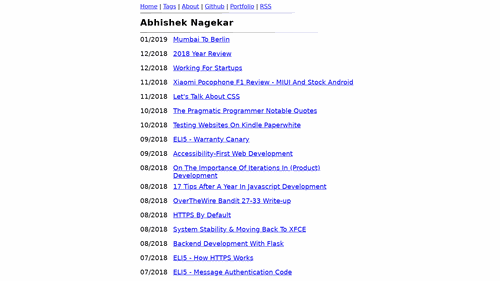 Home | Tags | About | Github | Portfolio | RSS
Abhishek Nagekar
01/2019 Mumbai To Berlin
12/2018 2018 Year Review
12/2018 Working For Startups
11/2018 Xiaomi Pocophone F1 Review - MIUI And Stock Android
11/2018 Let's Talk About CSS
10/2018 The Pragmatic Programmer Notable Quotes
10/2018 Testing Websites On Kindle Paperwhite
09/2018 ELI5 - Warranty Canary
09/2018 Accessibility-First Web Development
08/2018 On The Importance Of Iterations In (Product)
Development
08/2018 17 Tips After A Year In Javascript Development
08/2018 OverTheWire Bandit 27-33 Write-up
08/2018 HTTPS By Default
08/2018 System Stability & Moving Back To XFCE
08/2018 Backend Development With Flask
07/2018 ELI5 - How HTTPS Works
07/2018 ELI5 - Message Authentication Code